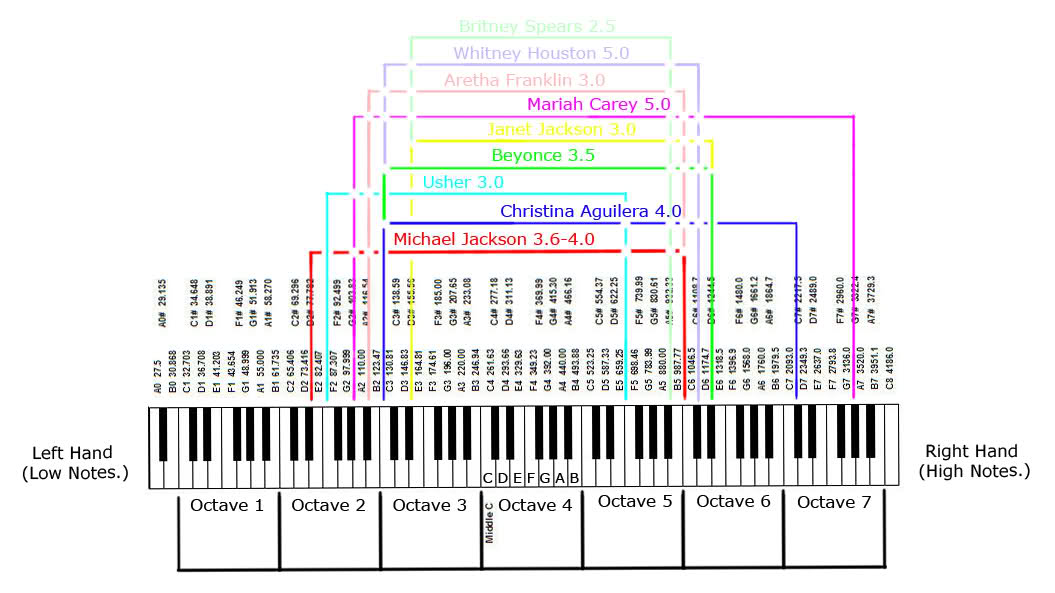 Britney Spears 2.5
Whitney Houston 5.0
Aretha Franklin 3.0
Mariah Carey 5.0
Janet Jackson 3.0
Beyonce 3.5
Usher 3.0
Christina Aguilera 4.0
Michael Jackson 3.6-4.0
A0# 29.135
C1# 34.648
D1# 38.891
F1# 46.249
G1# 51.913
A1# 58.270
C2# 69.296
D2# 77.782
F2# 92.499
G2# 103.83
A2# 116.54
C3# 138.59
D3# 155.56
F3# 185.00
G3# 207.65
A3# 233.08
C4# 277.18
D4# 311.13
F4# 369.99
G4# 415.30
A4# 466.16
C5# 554.37
D5# 622.25
F5# 739.99
G5# 830.61
A5# 932.33
C6# 1108.7
D6# 1244.5
F6# 1480.0
G6# 1661.2
A6# 1864.7
C7# 2217.5
D7# 2489.0
F7# 2960.0
G7# 3322.4
A7# 3729.3
A0 27.5
B0 30.868
C1 32.703
D1 36.708
E1 41.203
F1 43.654
G1 48.999
A1 55.000
B1 61.735
C2 65.406
D2 73.416
E2 82.407
F2 87.307
G2 97.999
A2 110.00
B2 123.47
C3 130.81
D3 146.83
E3 164.81
F3 174.61
G3 196.00
A3 220.00
B3 246.94
C4 261.63
D4 293.66
E4 329.63
F4 349.23
G4 392.00
A4 440.00
B4 493.88
C5 523.25
D5 587.33
E5 659.25
F5 698.46
G5 783.99
A5 880.00
B5 987.77
C6 1046.5
D6 1174.7
E6 1318.5
F6 1396.9
G6 1568.0
A6 1760.0
B6 1979.5
C7 2093.0
D7 2349.3
E7 2637.0
F7 2793.8
G7 3136.0
A7 3520.0
B7 3951.1
C8 4186.0
Left Hand
(Low Notes.)
C D E F G A B
Right Hand
(High Notes.)
Octave 1
Octave 2
Octave 3
Middle C
Octave 4
Octave 5
Octave 6
Octave 7